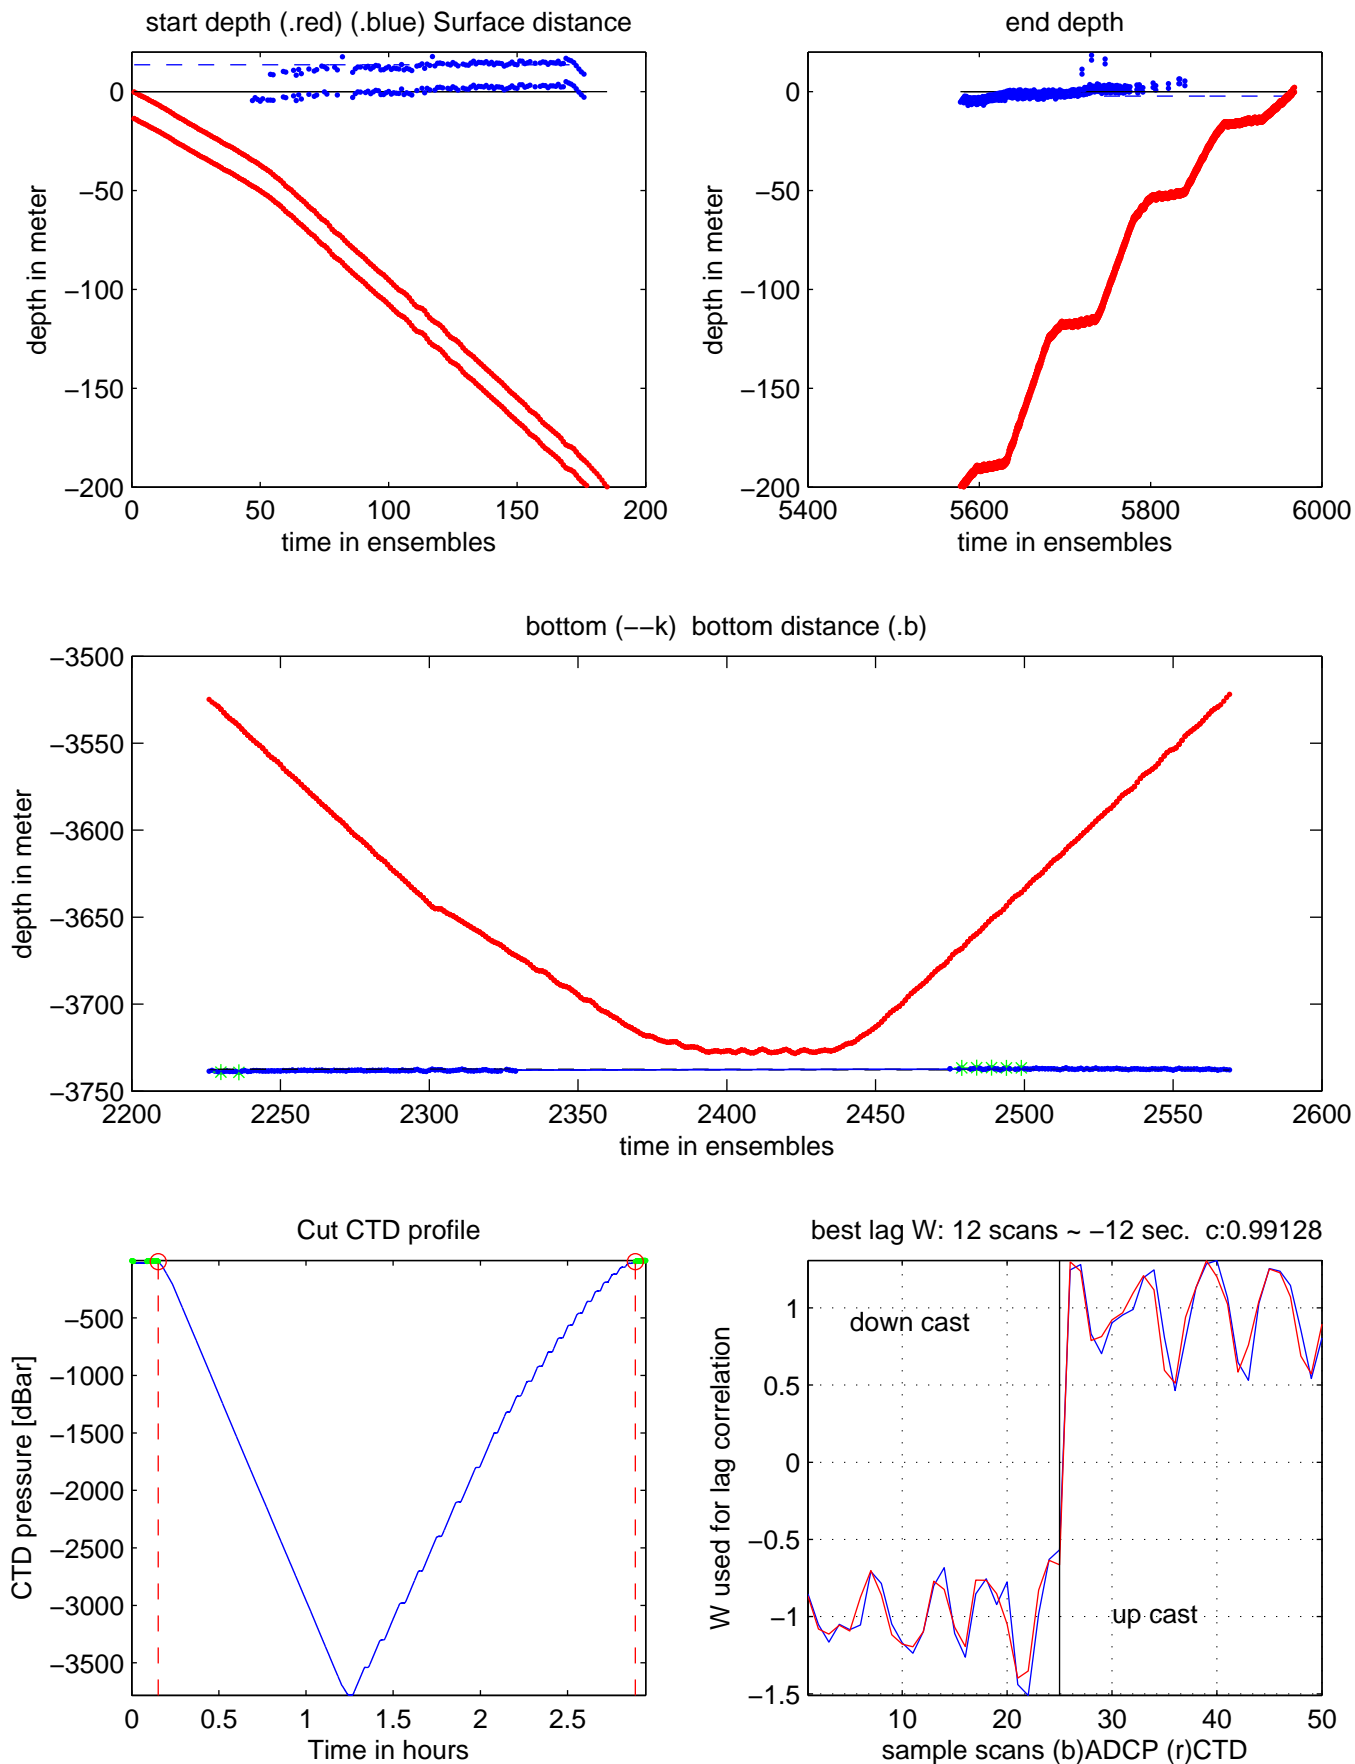 start depth (.red) (.blue) Surface distance
end depth
0
−50
−100
−150
−200
depth in meter
0 50 100 150 200
time in ensembles
0
−50
−100
−150
−200
depth in meter
5400 5600 5800 6000
time in ensembles
bottom (−−k)  bottom distance (.b)
−3500
−3550
−3600
−3650
−3700
−3750
depth in meter
2200 2250 2300 2350 2400 2450 2500 2550 2600
time in ensembles
Cut CTD profile
−500
−1000
−1500
−2000
−2500
−3000
−3500
CTD pressure [dBar]
0 0.5 1 1.5 2 2.5
Time in hours
best lag W: 12 scans ~ −12 sec.  c:0.99128
1
0.5
0
−0.5
−1
−1.5
W used for lag correlation
down cast
up cast
10 20 30 40 50
sample scans (b)ADCP (r)CTD